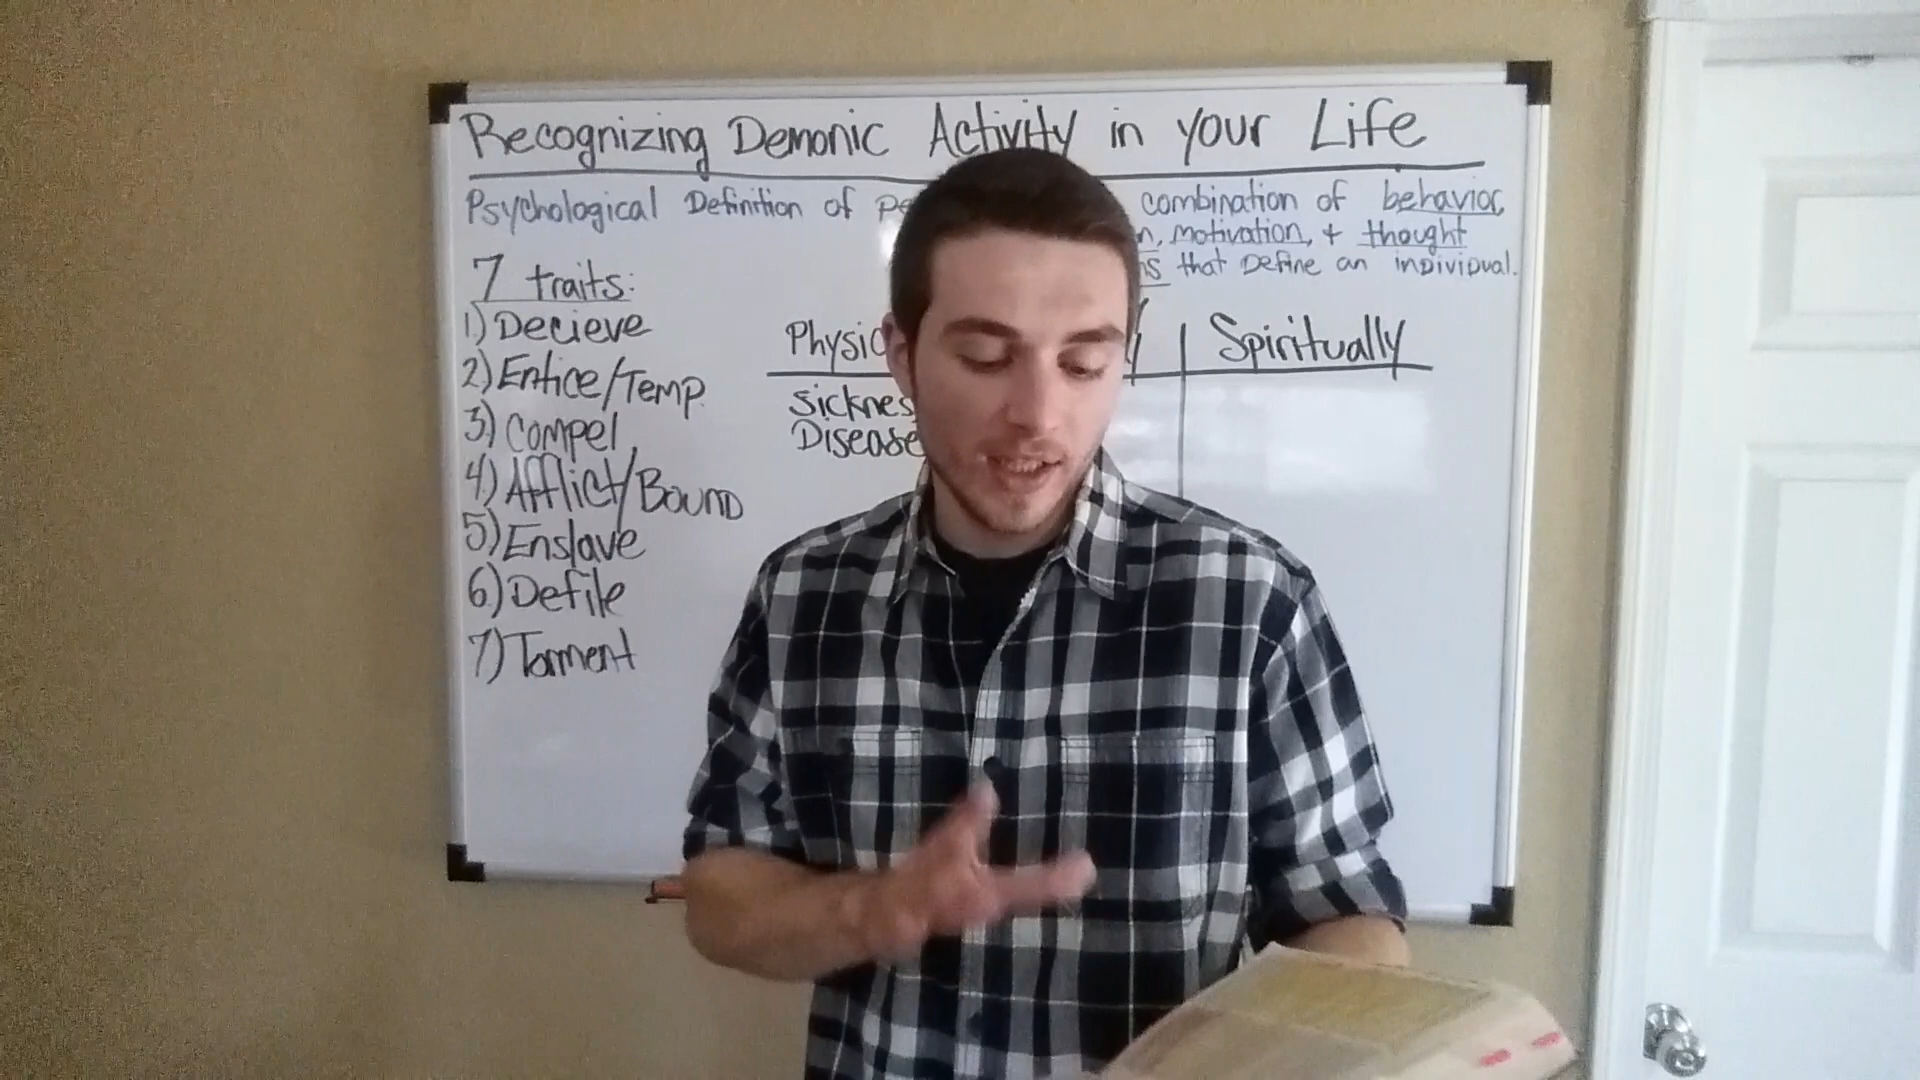 Recognizing Demonic Activity in your Life
Psychological Definition of combination of behavior,
motivation, + thought
that Define an individual.
7 traits:
1) Decieve
2) Entice/Temp.
3) Compel
4) Afflict/Bound
5) Enslave
6) Defile
7) Torment
Physic Spiritually
Sicknes
Disease